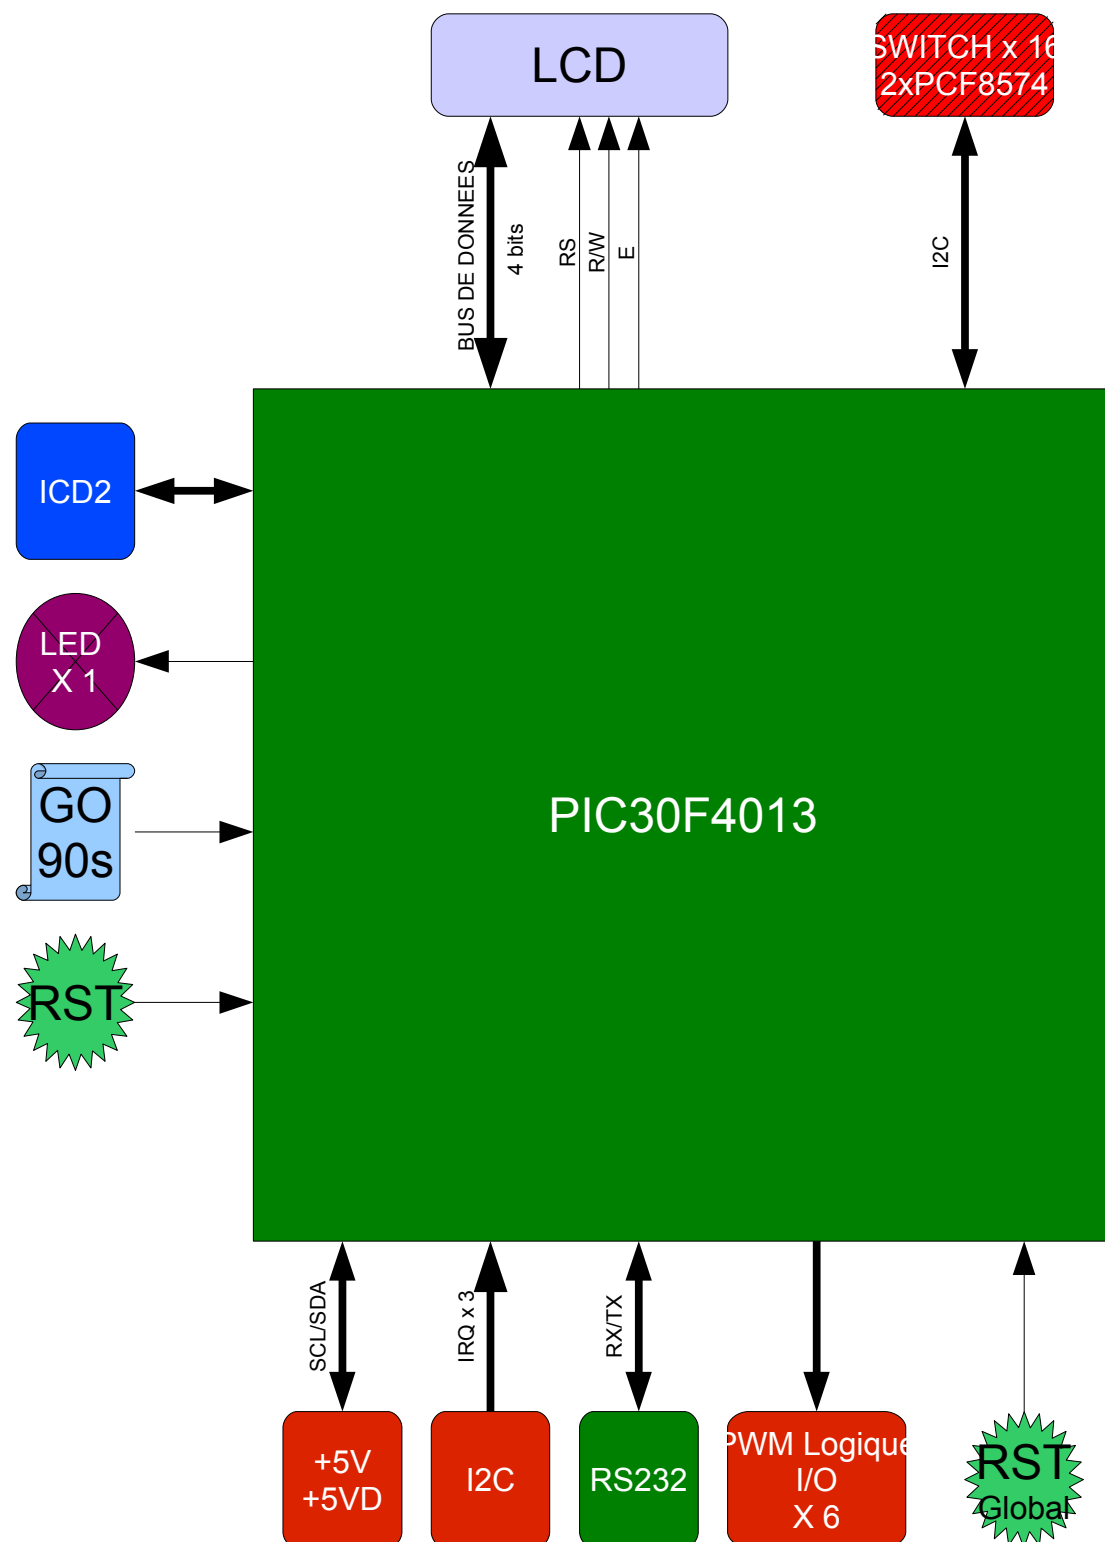 LCD
SWITCH x 16
2xPCF8574
BUS DE DONNEES
4 bits
RS
R/W
E
I2C
ICD2
LED
X 1
GO
90s
PIC30F4013
RST
SCL/SDA
IRQ x 3
RX/TX
+5V
+5VD
I2C
RS232
PWM Logique
I/O
X 6
RST
Global